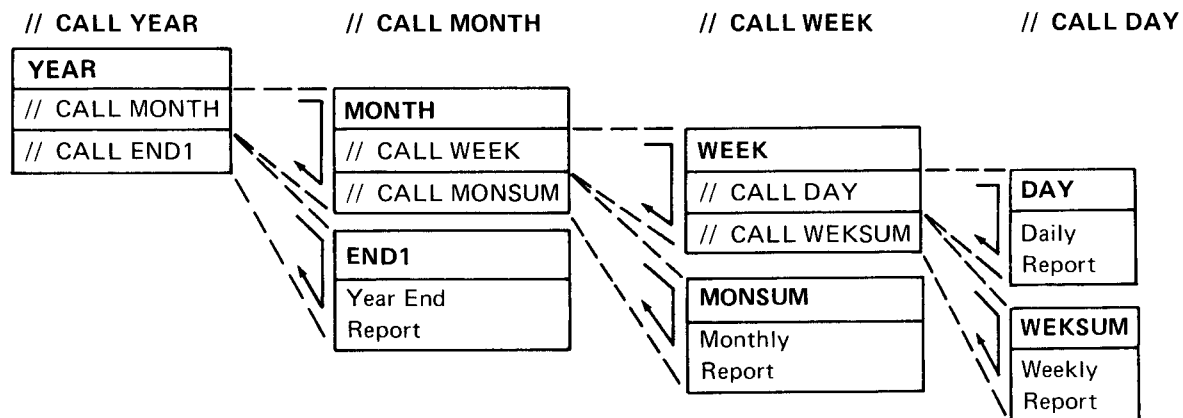 // CALL YEAR
// CALL MONTH
// CALL WEEK
// CALL DAY
YEAR
// CALL MONTH
// CALL END1
MONTH
// CALL WEEK
// CALL MONSUM
END1
Year End
Report
WEEK
// CALL DAY
// CALL WEKSUM
MONSUM
Monthly
Report
DAY
Daily
Report
WEKSUM
Weekly
Report